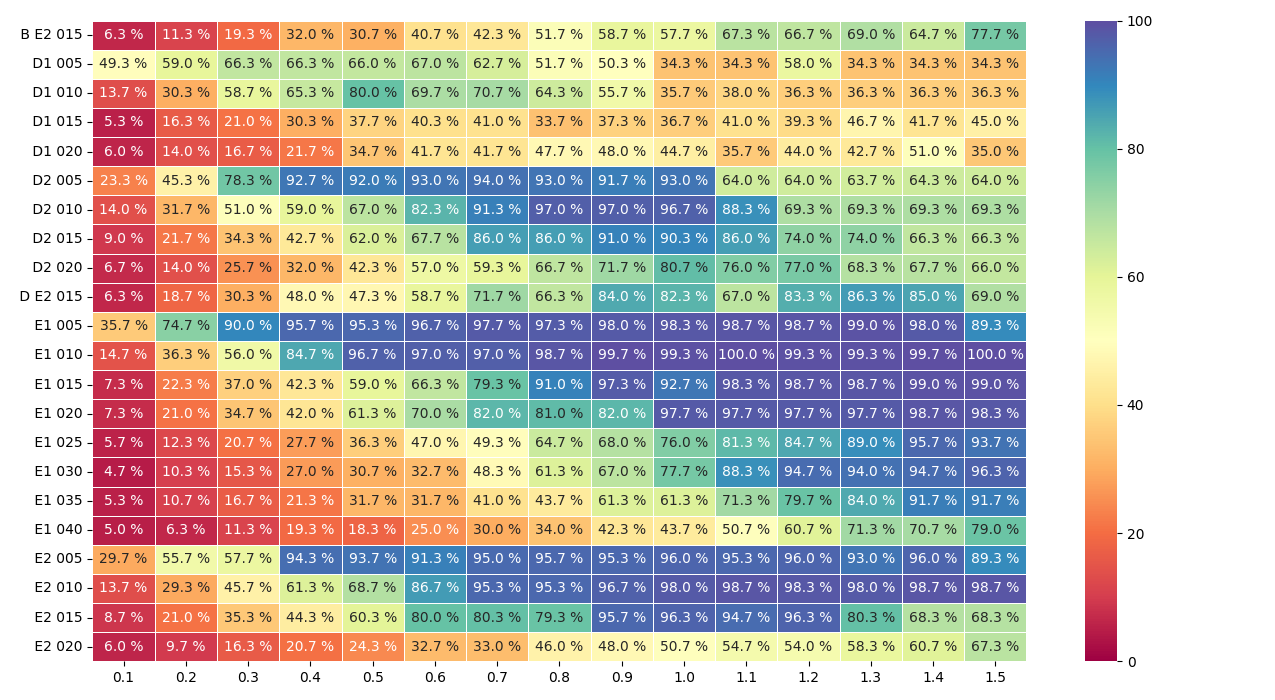 B E2 015 6.3 % 11.3 % 19.3 % 32.0 % 30.7 % 40.7 % 42.3 % 51.7 % 58.7 % 57.7 % 67.3 % 66.7 % 69.0 % 64.7 % 77.7 %
D1 005 49.3 % 59.0 % 66.3 % 66.3 % 66.0 % 67.0 % 62.7 % 51.7 % 50.3 % 34.3 % 34.3 % 58.0 % 34.3 % 34.3 % 34.3 %
D1 010 13.7 % 30.3 % 58.7 % 65.3 % 80.0 % 69.7 % 70.7 % 64.3 % 55.7 % 35.7 % 38.0 % 36.3 % 36.3 % 36.3 % 36.3 %
D1 015 5.3 % 16.3 % 21.0 % 30.3 % 37.7 % 40.3 % 41.0 % 33.7 % 37.3 % 36.7 % 41.0 % 39.3 % 46.7 % 41.7 % 45.0 %
D1 020 6.0 % 14.0 % 16.7 % 21.7 % 34.7 % 41.7 % 41.7 % 47.7 % 48.0 % 44.7 % 35.7 % 44.0 % 42.7 % 51.0 % 35.0 %
D2 005 23.3 % 45.3 % 78.3 % 92.7 % 92.0 % 93.0 % 94.0 % 93.0 % 91.7 % 93.0 % 64.0 % 64.0 % 63.7 % 64.3 % 64.0 %
D2 010 14.0 % 31.7 % 51.0 % 59.0 % 67.0 % 82.3 % 91.3 % 97.0 % 97.0 % 96.7 % 88.3 % 69.3 % 69.3 % 69.3 % 69.3 %
D2 015 9.0 % 21.7 % 34.3 % 42.7 % 62.0 % 67.7 % 86.0 % 86.0 % 91.0 % 90.3 % 86.0 % 74.0 % 74.0 % 66.3 % 66.3 %
D2 020 6.7 % 14.0 % 25.7 % 32.0 % 42.3 % 57.0 % 59.3 % 66.7 % 71.7 % 80.7 % 76.0 % 77.0 % 68.3 % 67.7 % 66.0 %
D E2 015 6.3 % 18.7 % 30.3 % 48.0 % 47.3 % 58.7 % 71.7 % 66.3 % 84.0 % 82.3 % 67.0 % 83.3 % 86.3 % 85.0 % 69.0 %
E1 005 35.7 % 74.7 % 90.0 % 95.7 % 95.3 % 96.7 % 97.7 % 97.3 % 98.0 % 98.3 % 98.7 % 98.7 % 99.0 % 98.0 % 89.3 %
E1 010 14.7 % 36.3 % 56.0 % 84.7 % 96.7 % 97.0 % 97.0 % 98.7 % 99.7 % 99.3 % 100.0 % 99.3 % 99.3 % 99.7 % 100.0 %
E1 015 7.3 % 22.3 % 37.0 % 42.3 % 59.0 % 66.3 % 79.3 % 91.0 % 97.3 % 92.7 % 98.3 % 98.7 % 98.7 % 99.0 % 99.0 %
E1 020 7.3 % 21.0 % 34.7 % 42.0 % 61.3 % 70.0 % 82.0 % 81.0 % 82.0 % 97.7 % 97.7 % 97.7 % 97.7 % 98.7 % 98.3 %
E1 025 5.7 % 12.3 % 20.7 % 27.7 % 36.3 % 47.0 % 49.3 % 64.7 % 68.0 % 76.0 % 81.3 % 84.7 % 89.0 % 95.7 % 93.7 %
E1 030 4.7 % 10.3 % 15.3 % 27.0 % 30.7 % 32.7 % 48.3 % 61.3 % 67.0 % 77.7 % 88.3 % 94.7 % 94.0 % 94.7 % 96.3 %
E1 035 5.3 % 10.7 % 16.7 % 21.3 % 31.7 % 31.7 % 41.0 % 43.7 % 61.3 % 61.3 % 71.3 % 79.7 % 84.0 % 91.7 % 91.7 %
E1 040 5.0 % 6.3 % 11.3 % 19.3 % 18.3 % 25.0 % 30.0 % 34.0 % 42.3 % 43.7 % 50.7 % 60.7 % 71.3 % 70.7 % 79.0 %
E2 005 29.7 % 55.7 % 57.7 % 94.3 % 93.7 % 91.3 % 95.0 % 95.7 % 95.3 % 96.0 % 95.3 % 96.0 % 93.0 % 96.0 % 89.3 %
E2 010 13.7 % 29.3 % 45.7 % 61.3 % 68.7 % 86.7 % 95.3 % 95.3 % 96.7 % 98.0 % 98.7 % 98.3 % 98.0 % 98.7 % 98.7 %
E2 015 8.7 % 21.0 % 35.3 % 44.3 % 60.3 % 80.0 % 80.3 % 79.3 % 95.7 % 96.3 % 94.7 % 96.3 % 80.3 % 68.3 % 68.3 %
E2 020 6.0 % 9.7 % 16.3 % 20.7 % 24.3 % 32.7 % 33.0 % 46.0 % 48.0 % 50.7 % 54.7 % 54.0 % 58.3 % 60.7 % 67.3 %
0.1 0.2 0.3 0.4 0.5 0.6 0.7 0.8 0.9 1.0 1.1 1.2 1.3 1.4 1.5
100
80
60
40
20
0